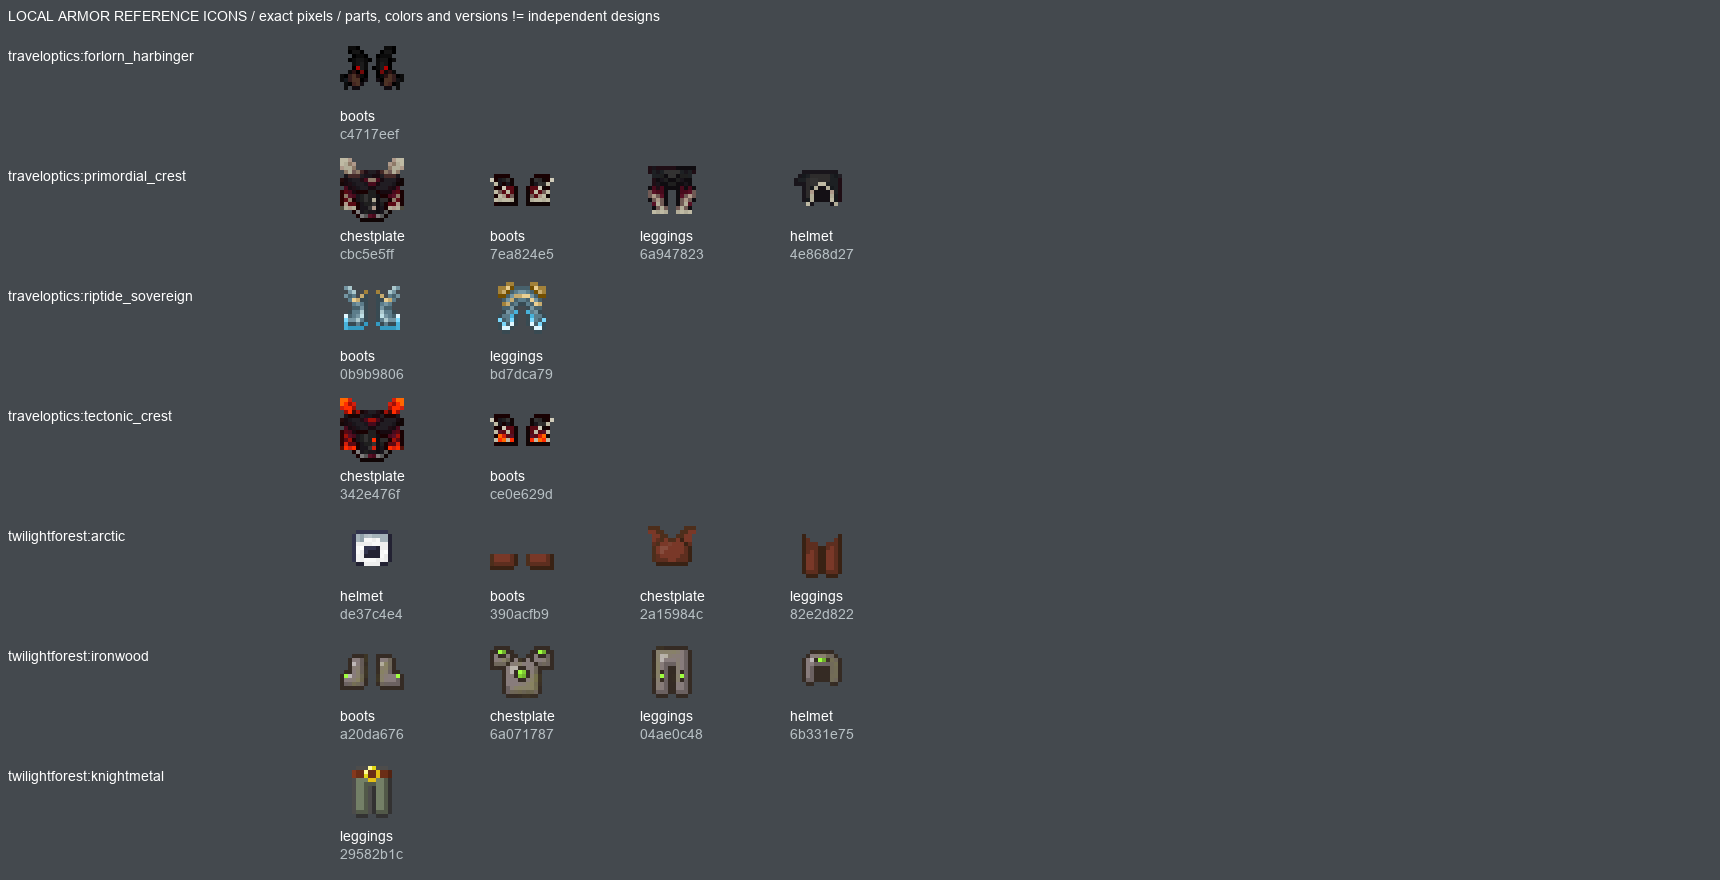 LOCAL ARMOR REFERENCE ICONS / exact pixels / parts, colors and versions != independent designs
traveloptics:forlorn_harbinger
boots
c4717eef
traveloptics:primordial_crest
chestplate boots leggings helmet
cbc5e5ff 7ea824e5 6a947823 4e868d27
traveloptics:riptide_sovereign
boots leggings
0b9b9806 bd7dca79
traveloptics:tectonic_crest
chestplate boots
342e476f ce0e629d
twilightforest:arctic
helmet boots chestplate leggings
de37c4e4 390acfb9 2a15984c 82e2d822
twilightforest:ironwood
boots chestplate leggings helmet
a20da676 6a071787 04ae0c48 6b331e75
twilightforest:knightmetal
leggings
29582b1c